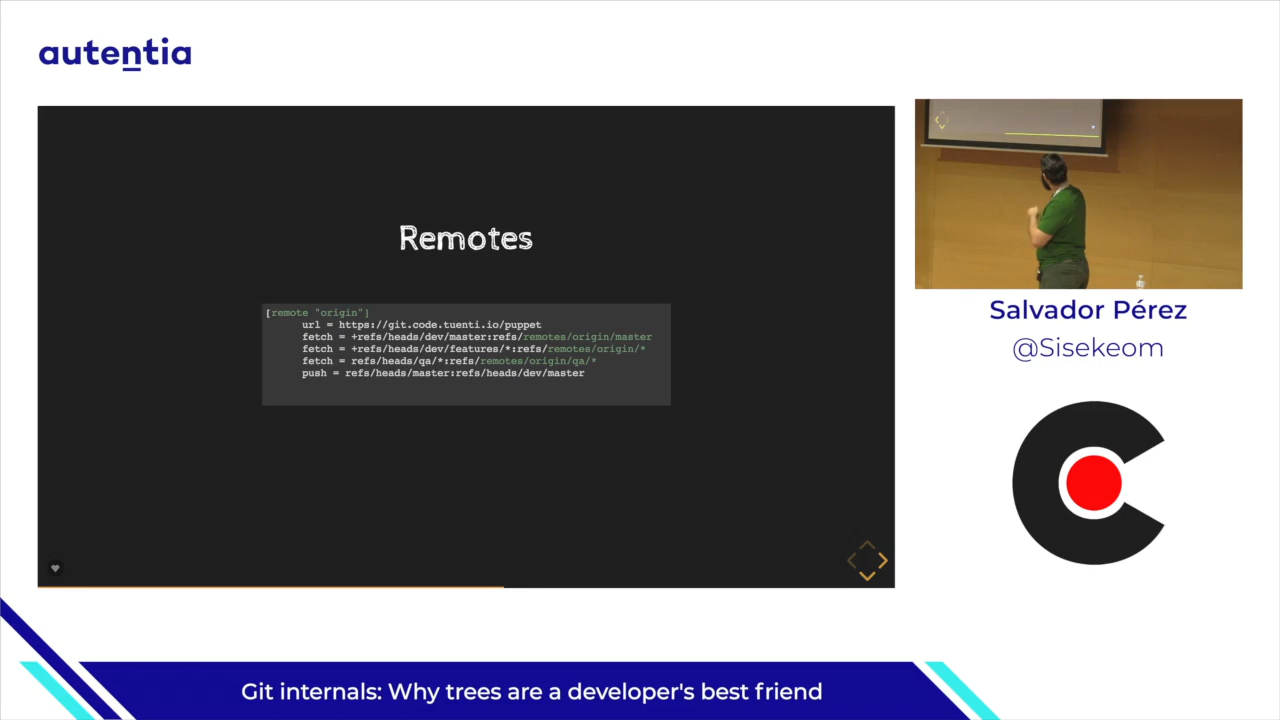 autentia
Remotes
[remote "origin"]
url = https://git.code.tuenti.io/puppet
fetch = +refs/heads/dev/master:refs/remotes/origin/master
fetch = +refs/heads/dev/features/*:refs/remotes/origin/*
fetch = refs/heads/qa/*:refs/remotes/origin/qa/*
push = refs/heads/master:refs/heads/dev/master
Salvador Pérez
@Sisekeom
Git internals: Why trees are a developer's best friend